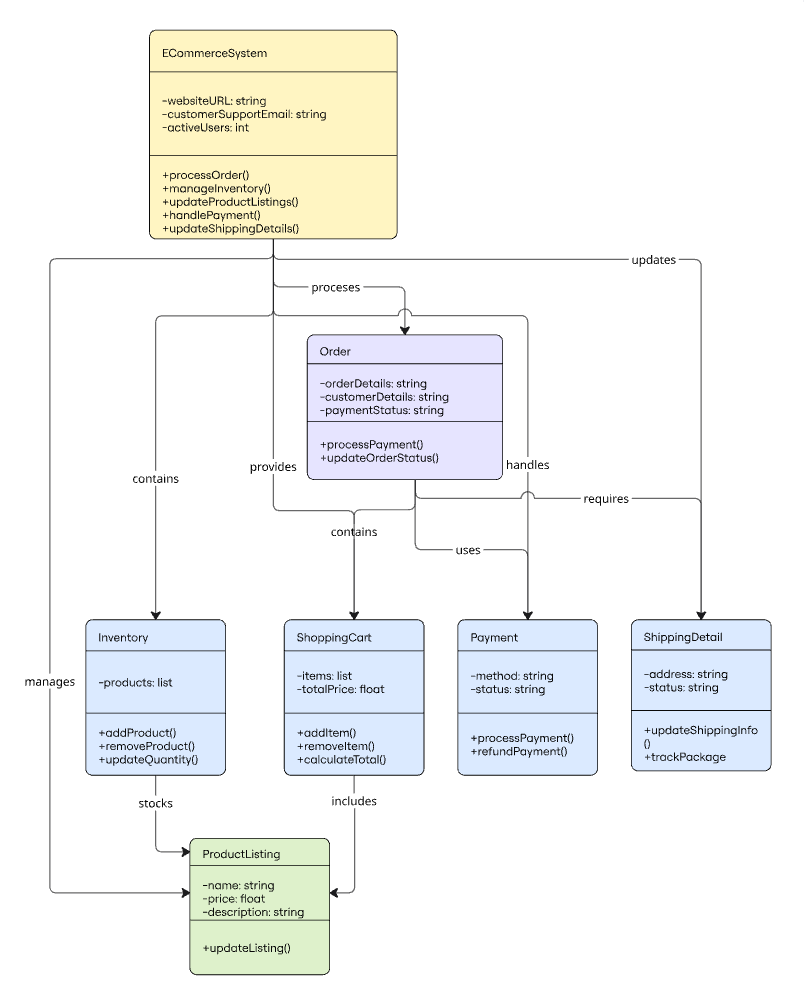 ECommerceSystem
-websiteURL: string
-customerSupportEmail: string
-activeUsers: int
+processOrder()
+manageInventory()
+updateProductListings()
+handlePayment()
+updateShippingDetails()
updates
proceses
Order
-orderDetails: string
-customerDetails: string
-paymentStatus: string
+processPayment()
+updateOrderStatus()
contains
provides
handles
requires
contains
uses
manages
Inventory
-products: list
+addProduct()
+removeProduct()
+updateQuantity()
ShoppingCart
-items: list
-totalPrice: float
+addItem()
+removeItem()
+calculateTotal()
Payment
-method: string
-status: string
+processPayment()
+refundPayment()
ShippingDetail
-address: string
-status: string
+updateShippingInfo
()
+trackPackage
stocks
includes
ProductListing
-name: string
-price: float
-description: string
+updateListing()